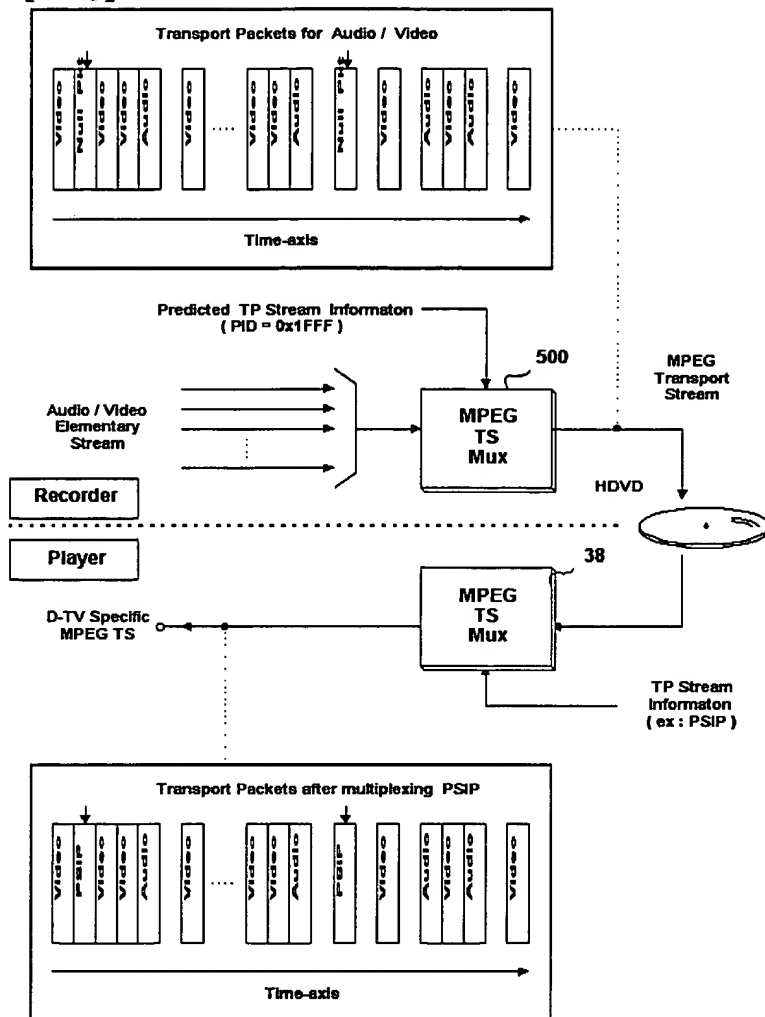 Transport Packets for Audio / Video
Video
Null PKt
Video
Video
Audio
Video
Video
Video
Audio
Null PKt
Video
Audio
Video
Video
Time-axis
Predicted TP Stream Informaton
( PID = 0x1FFF )
500
MPEG
Transport
Stream
Audio / Video
Elementary
Stream
MPEG
TS
Mux
HDVD
Recorder
Player
38
MPEG
TS
Mux
D-TV Specific
MPEG TS
TP Stream
Informaton
( ex : PSIP )
Transport Packets after multiplexing PSIP
Video
PSIP
Video
Video
Audio
Video
Video
Video
Audio
PSIP
Video
Audio
Video
Video
Time-axis